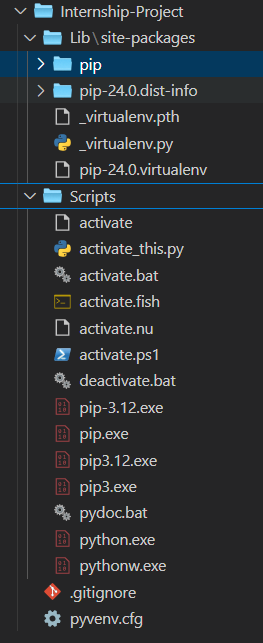 Internship-Project
Lib\site-packages
pip
pip-24.0.dist-info
_virtualenv.pth
_virtualenv.py
pip-24.0.virtualenv
Scripts
activate
activate_this.py
activate.bat
activate.fish
activate.nu
activate.ps1
deactivate.bat
pip-3.12.exe
pip.exe
pip3.12.exe
pip3.exe
pydoc.bat
python.exe
pythonw.exe
.gitignore
pyvenv.cfg